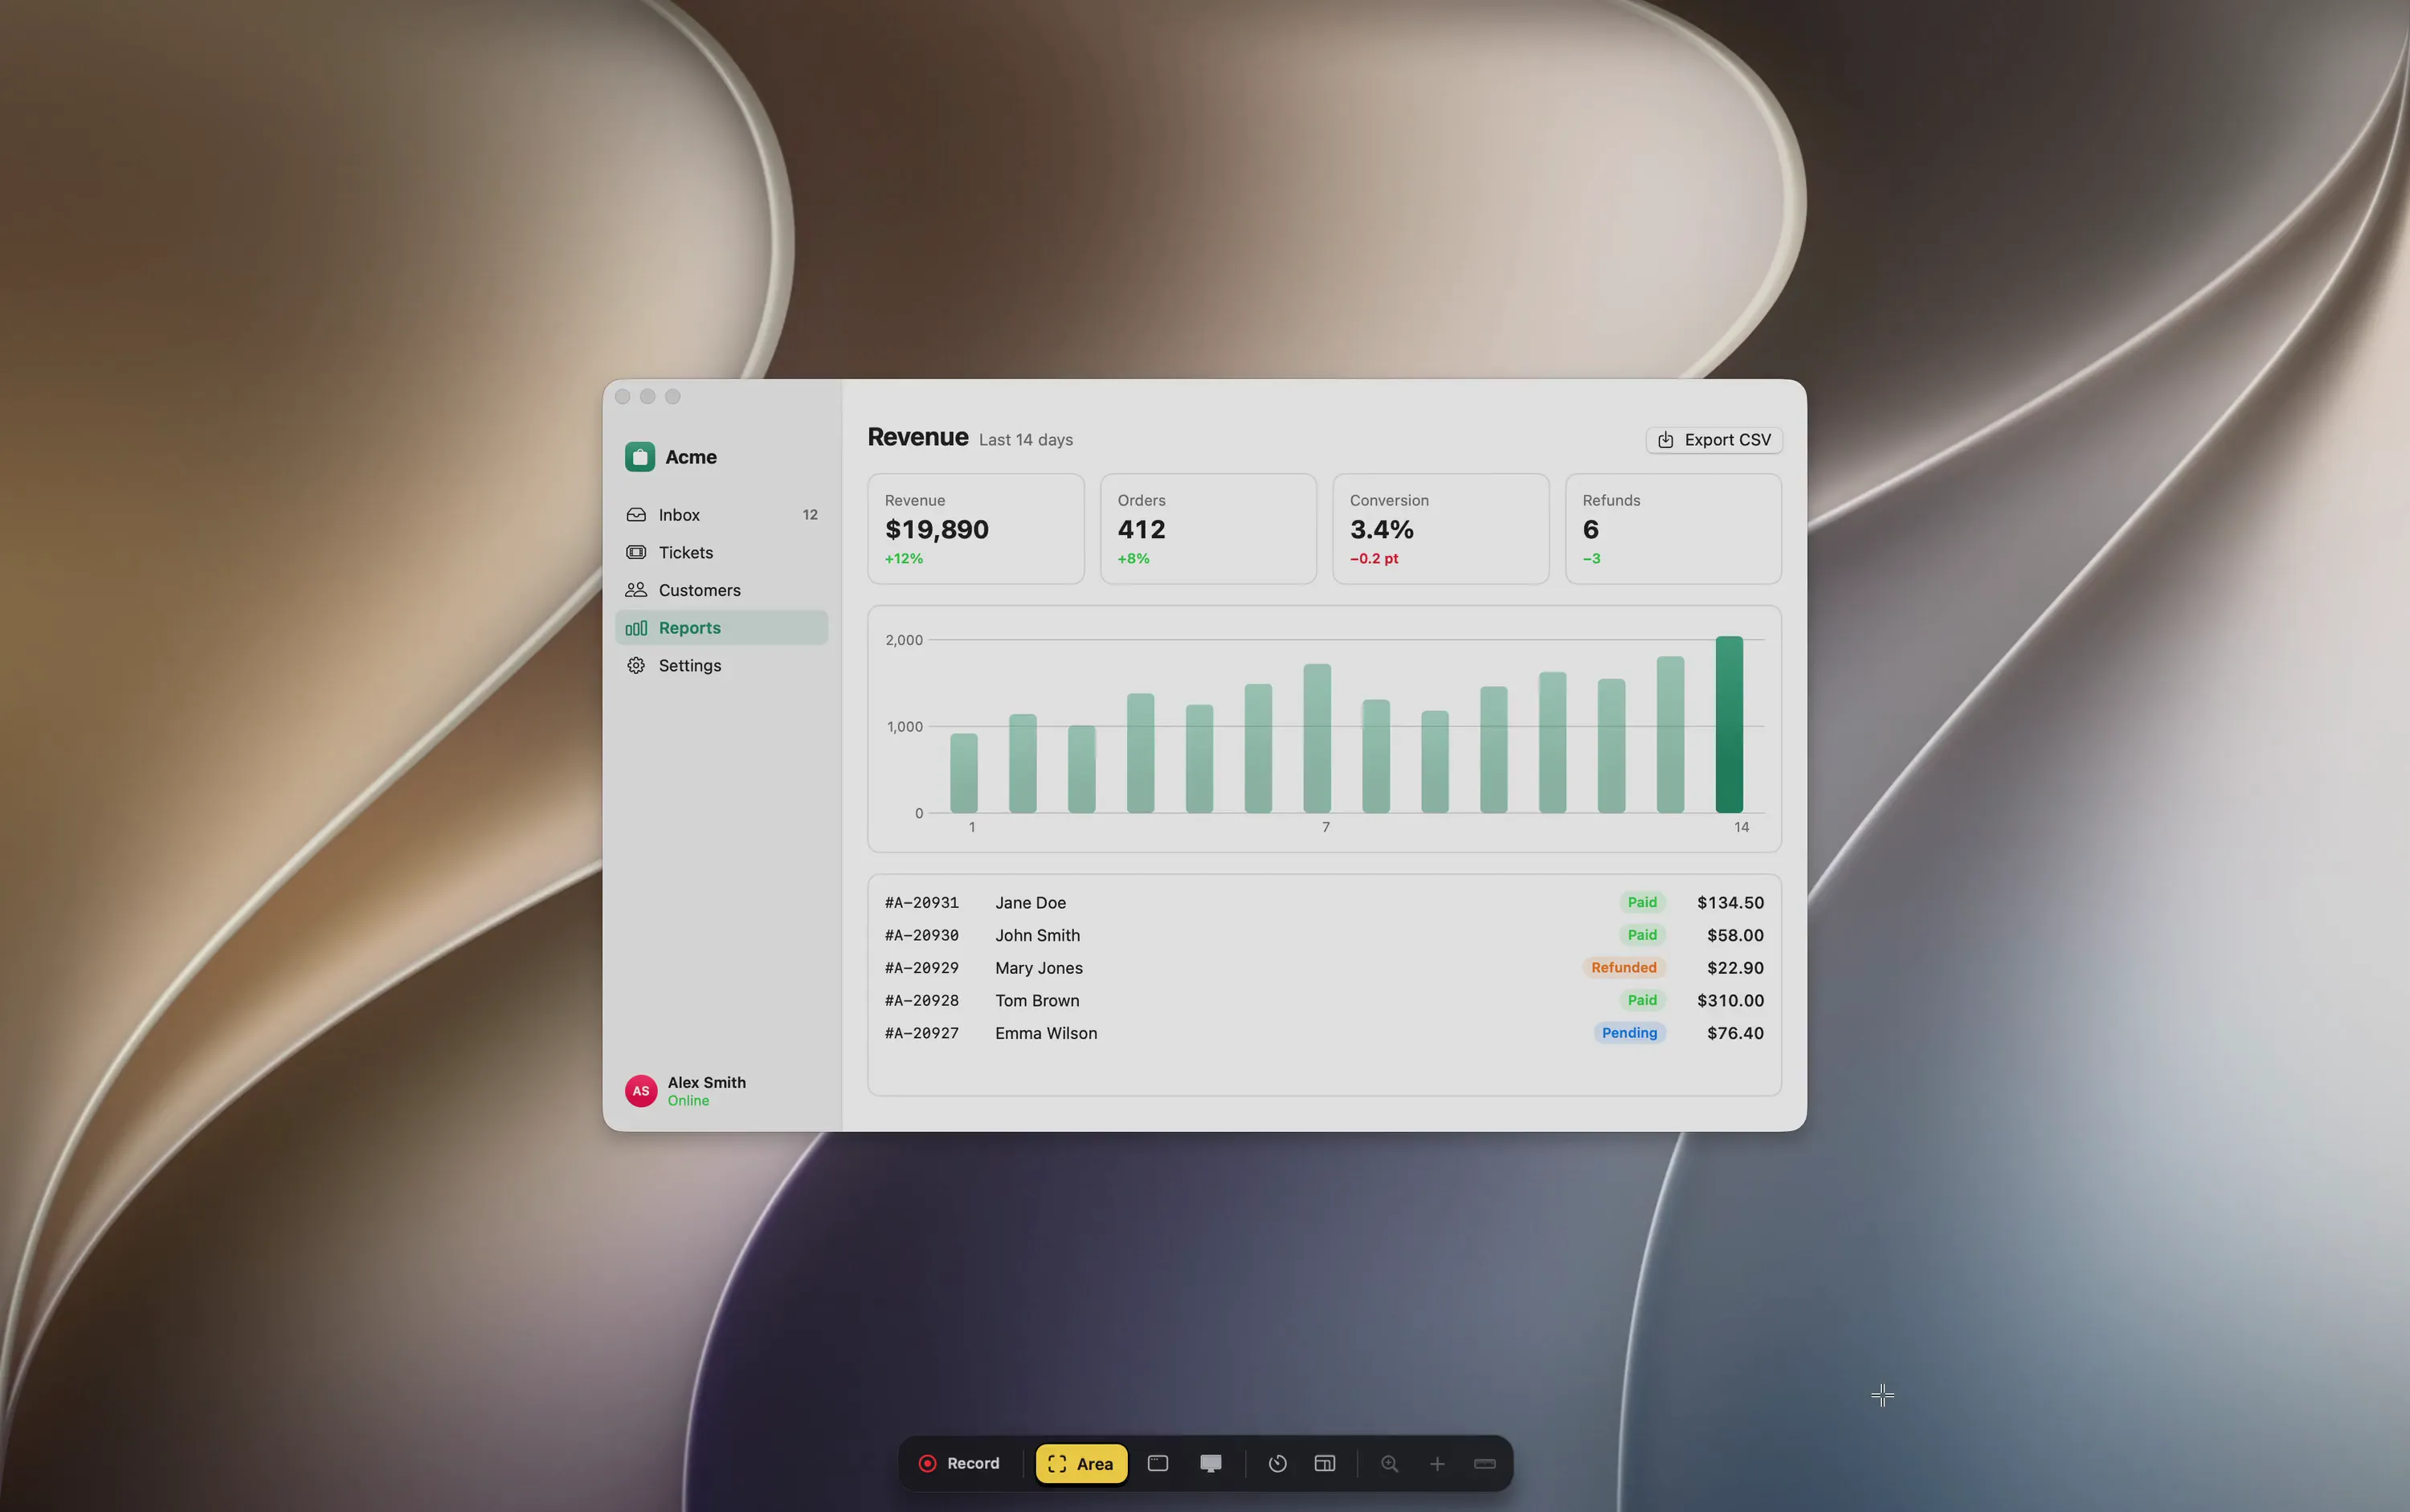 Acme
Inbox 12
Tickets
Customers
Reports
Settings
AS Alex Smith
Online
Revenue Last 14 days
Export CSV
Revenue
$19,890
+12%
Orders
412
+8%
Conversion
3.4%
−0.2 pt
Refunds
6
−3
2,000
1,000
0
1 7 14
#A-20931 Jane Doe Paid $134.50
#A-20930 John Smith Paid $58.00
#A-20929 Mary Jones Refunded $22.90
#A-20928 Tom Brown Paid $310.00
#A-20927 Emma Wilson Pending $76.40
Record Area